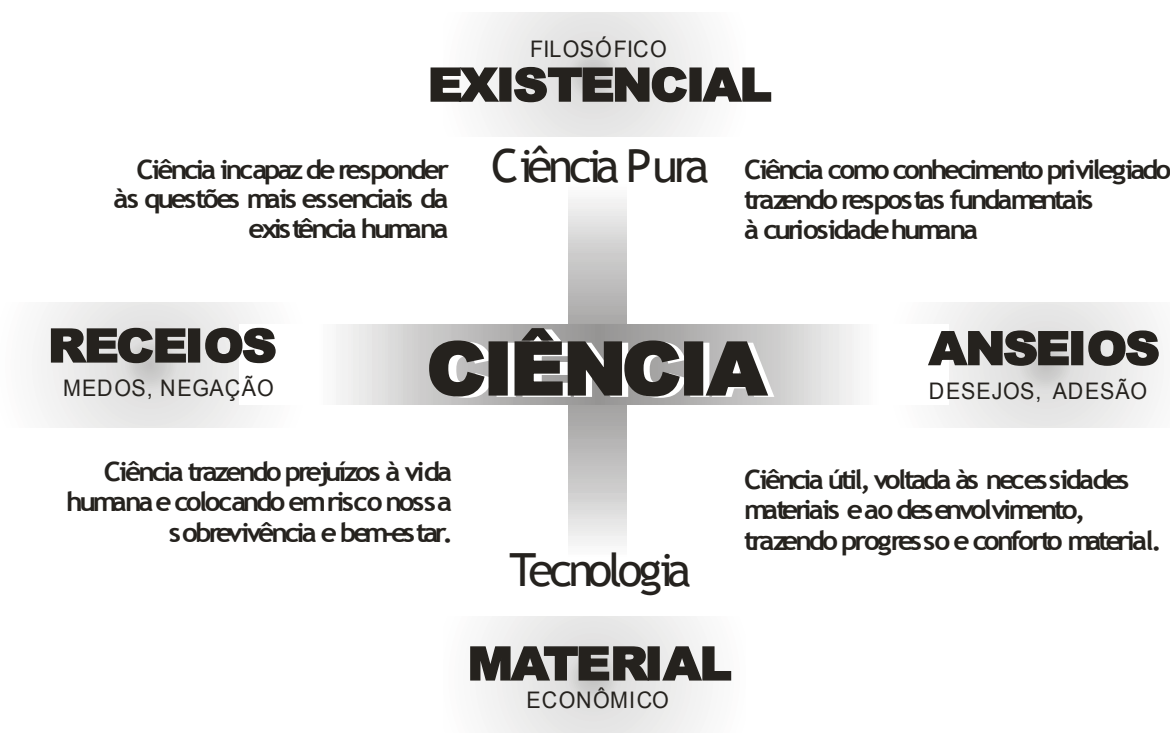 FILOSÓFICO
EXISTENCIAL
Ciência Pura
Ciência incapaz de responder
às questões mais essenciais da
existência humana
Ciência como conhecimento privilegiado
trazendo respostas fundamentais
à curiosidade humana
RECEIOS
MEDOS, NEGAÇÃO
CIÊNCIA
ANSEIOS
DESEJOS, ADESÃO
Ciência trazendo prejuízos à vida
humana e colocando em risco nossa
sobrevivência e bem-estar.
Ciência útil, voltada às necessidades
materiais e ao desenvolvimento,
trazendo progresso e conforto material.
Tecnologia
MATERIAL
ECONÔMICO